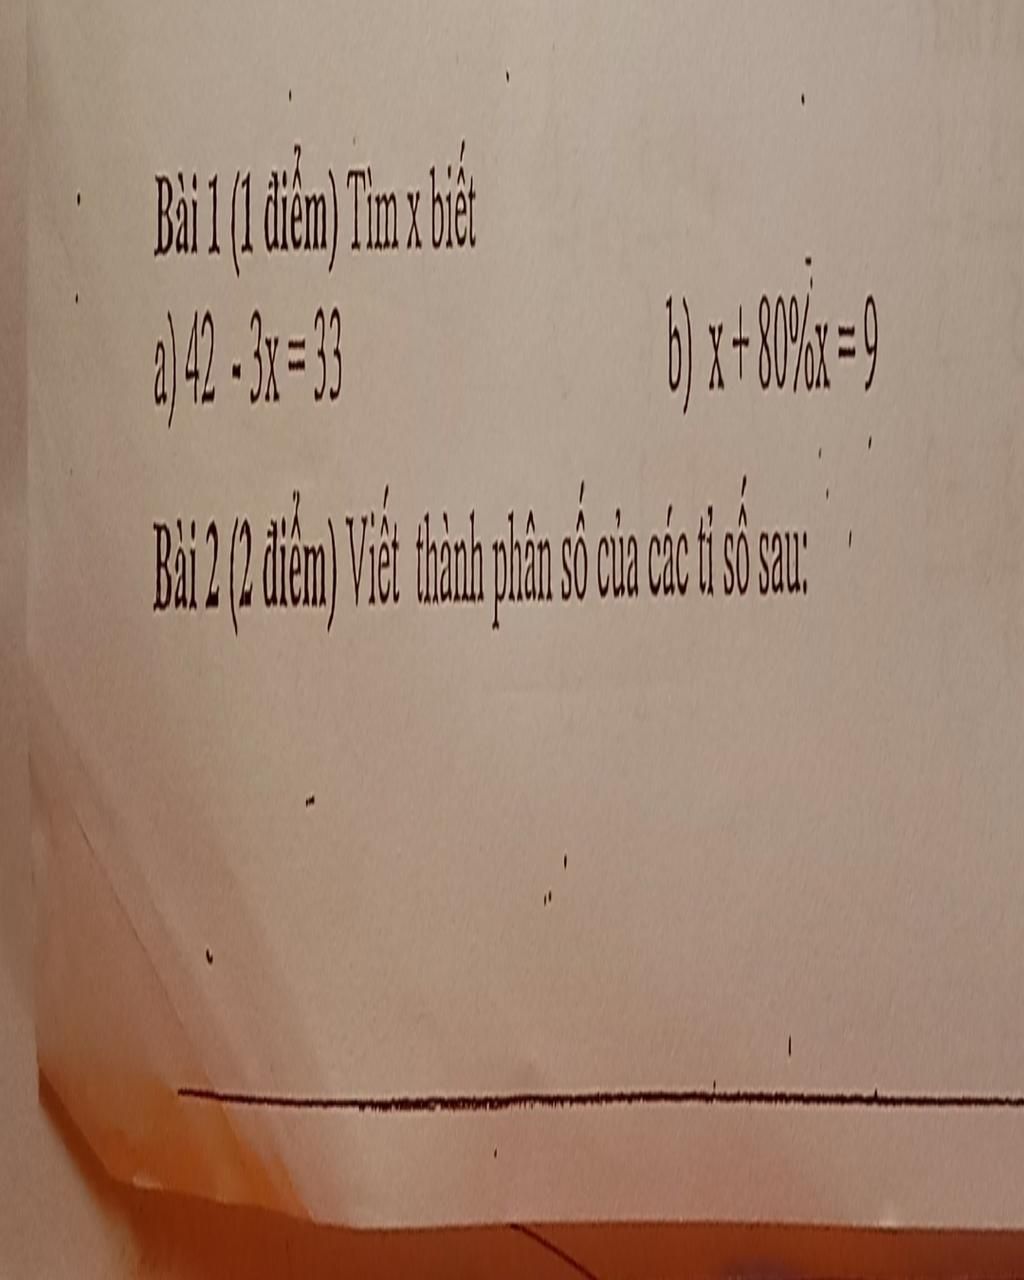 Bài 1 (1 điểm) Tìm x biết
a) 42 - 3x = 33 b) x + 80%x = 9
Bài 2 (2 điểm) Viết thành phân số của các tỉ số sau: